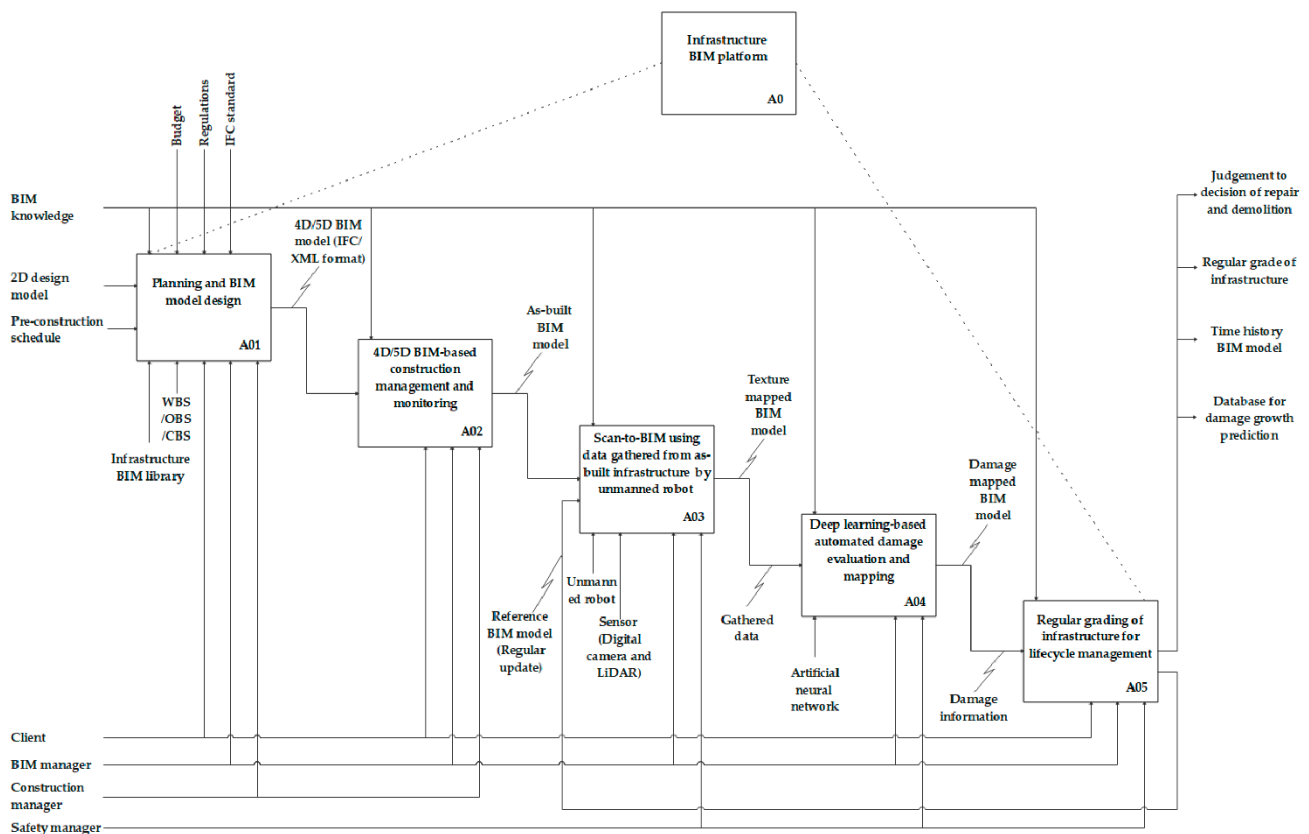 Infrastructure
BIM platform
A0
Budget
Regulations
IFC standard
BIM
knowledge
2D design
model
Pre-construction
schedule
Planning and BIM
model design
A01
4D/5D BIM
model (IFC/
XML format)
WBS
/OBS
/CBS
Infrastructure
BIM library
4D/5D BIM-based
construction
management and
monitoring
A02
As-built
BIM
model
Scan-to-BIM using
data gathered from as-
built infrastructure by
unmanned robot
A03
Texture
mapped BIM
model
Reference
BIM model
(Regular
update)
Unmann
ed robot
Sensor
(Digital
camera and
LiDAR)
Deep learning-based
automated damage
evaluation and
mapping
A04
Gathered
data
Artificial
neural
network
Damage
mapped
BIM
model
Damage
information
Regular grading of
infrastructure for
lifecycle management
A05
Judgement to
decision of repair
and demolition
Regular grade of
infrastructure
Time history
BIM model
Database for
damage growth
prediction
Client
BIM manager
Construction
manager
Safety manager